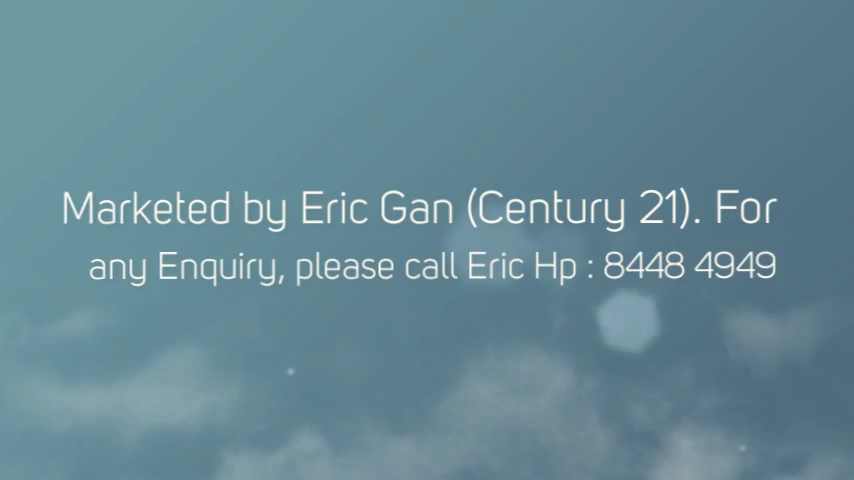 Marketed by Eric Gan (Century 21). For
any Enquiry, please call Eric Hp : 8448 4949